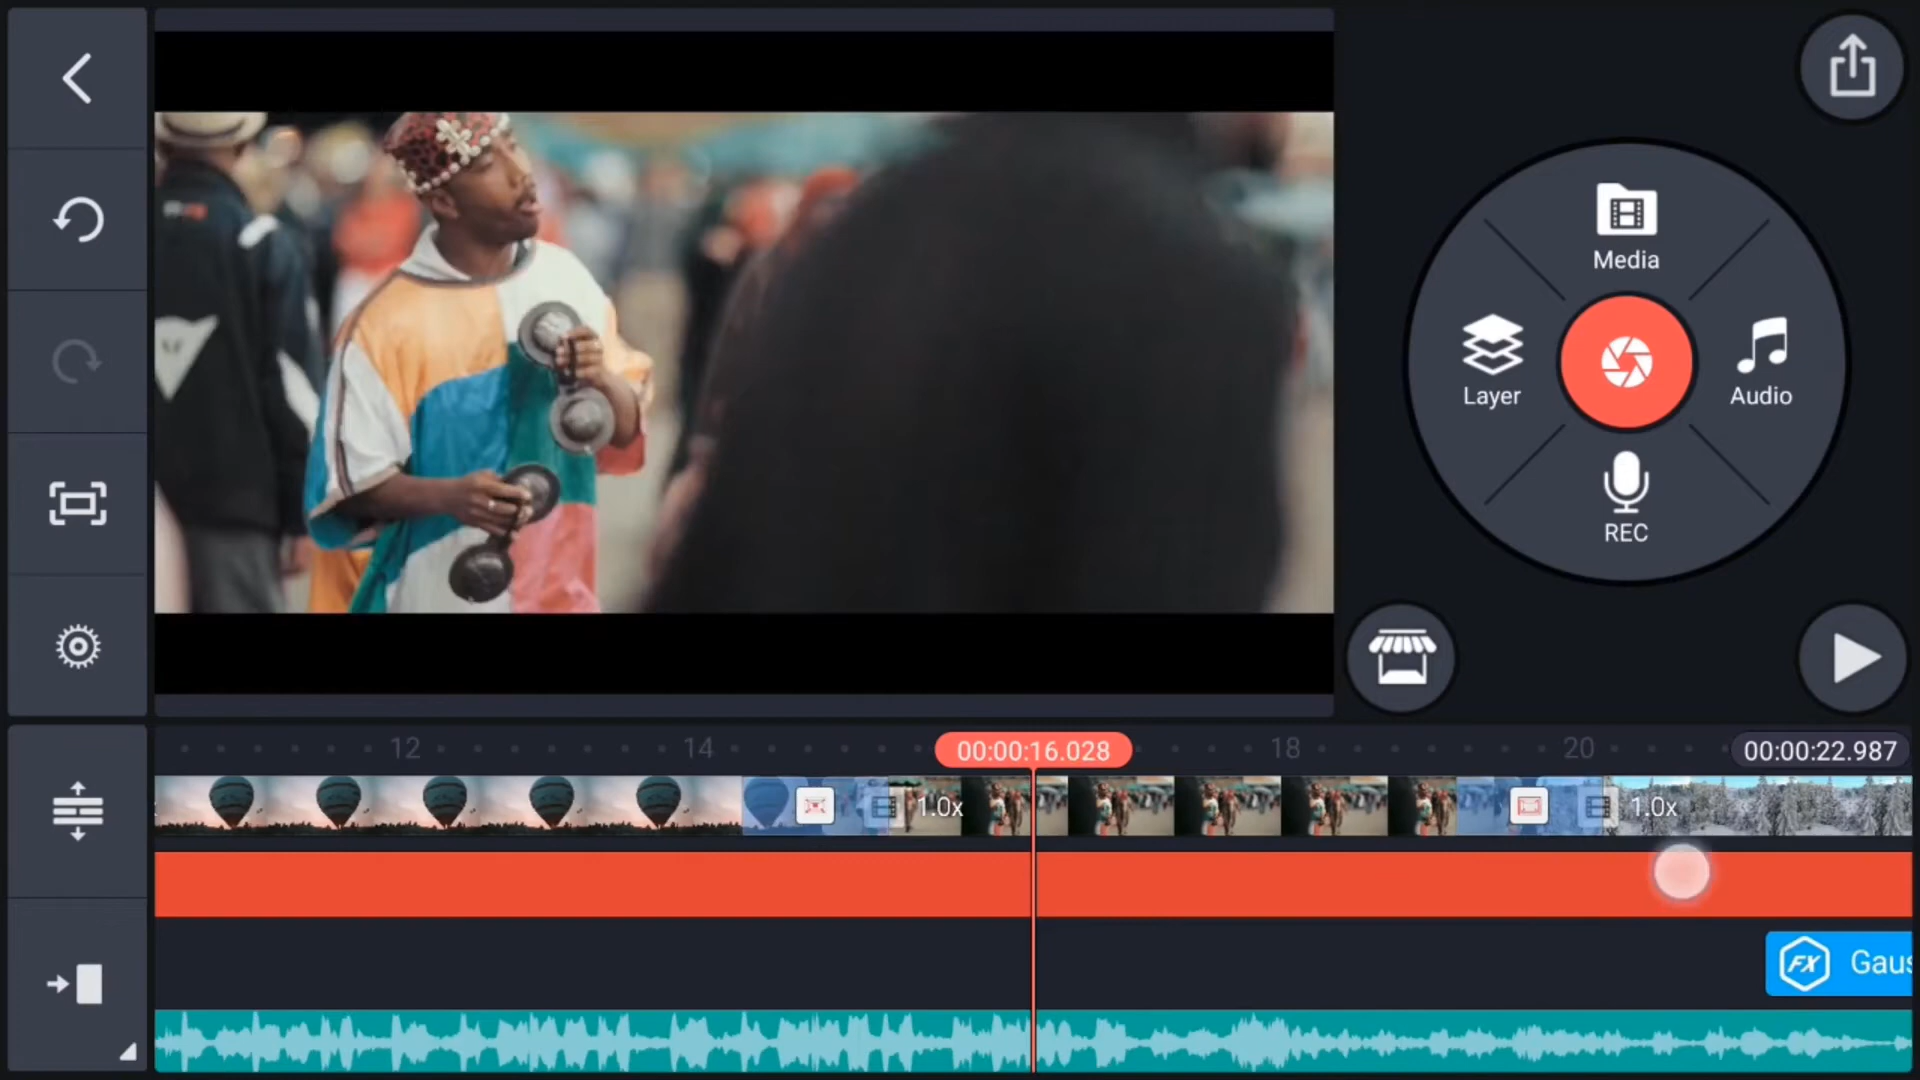 Media
Layer
Audio
REC
12
14
00:00:16.028
18
20
00:00:22.987
1.0x
1.0x
FX Gaus